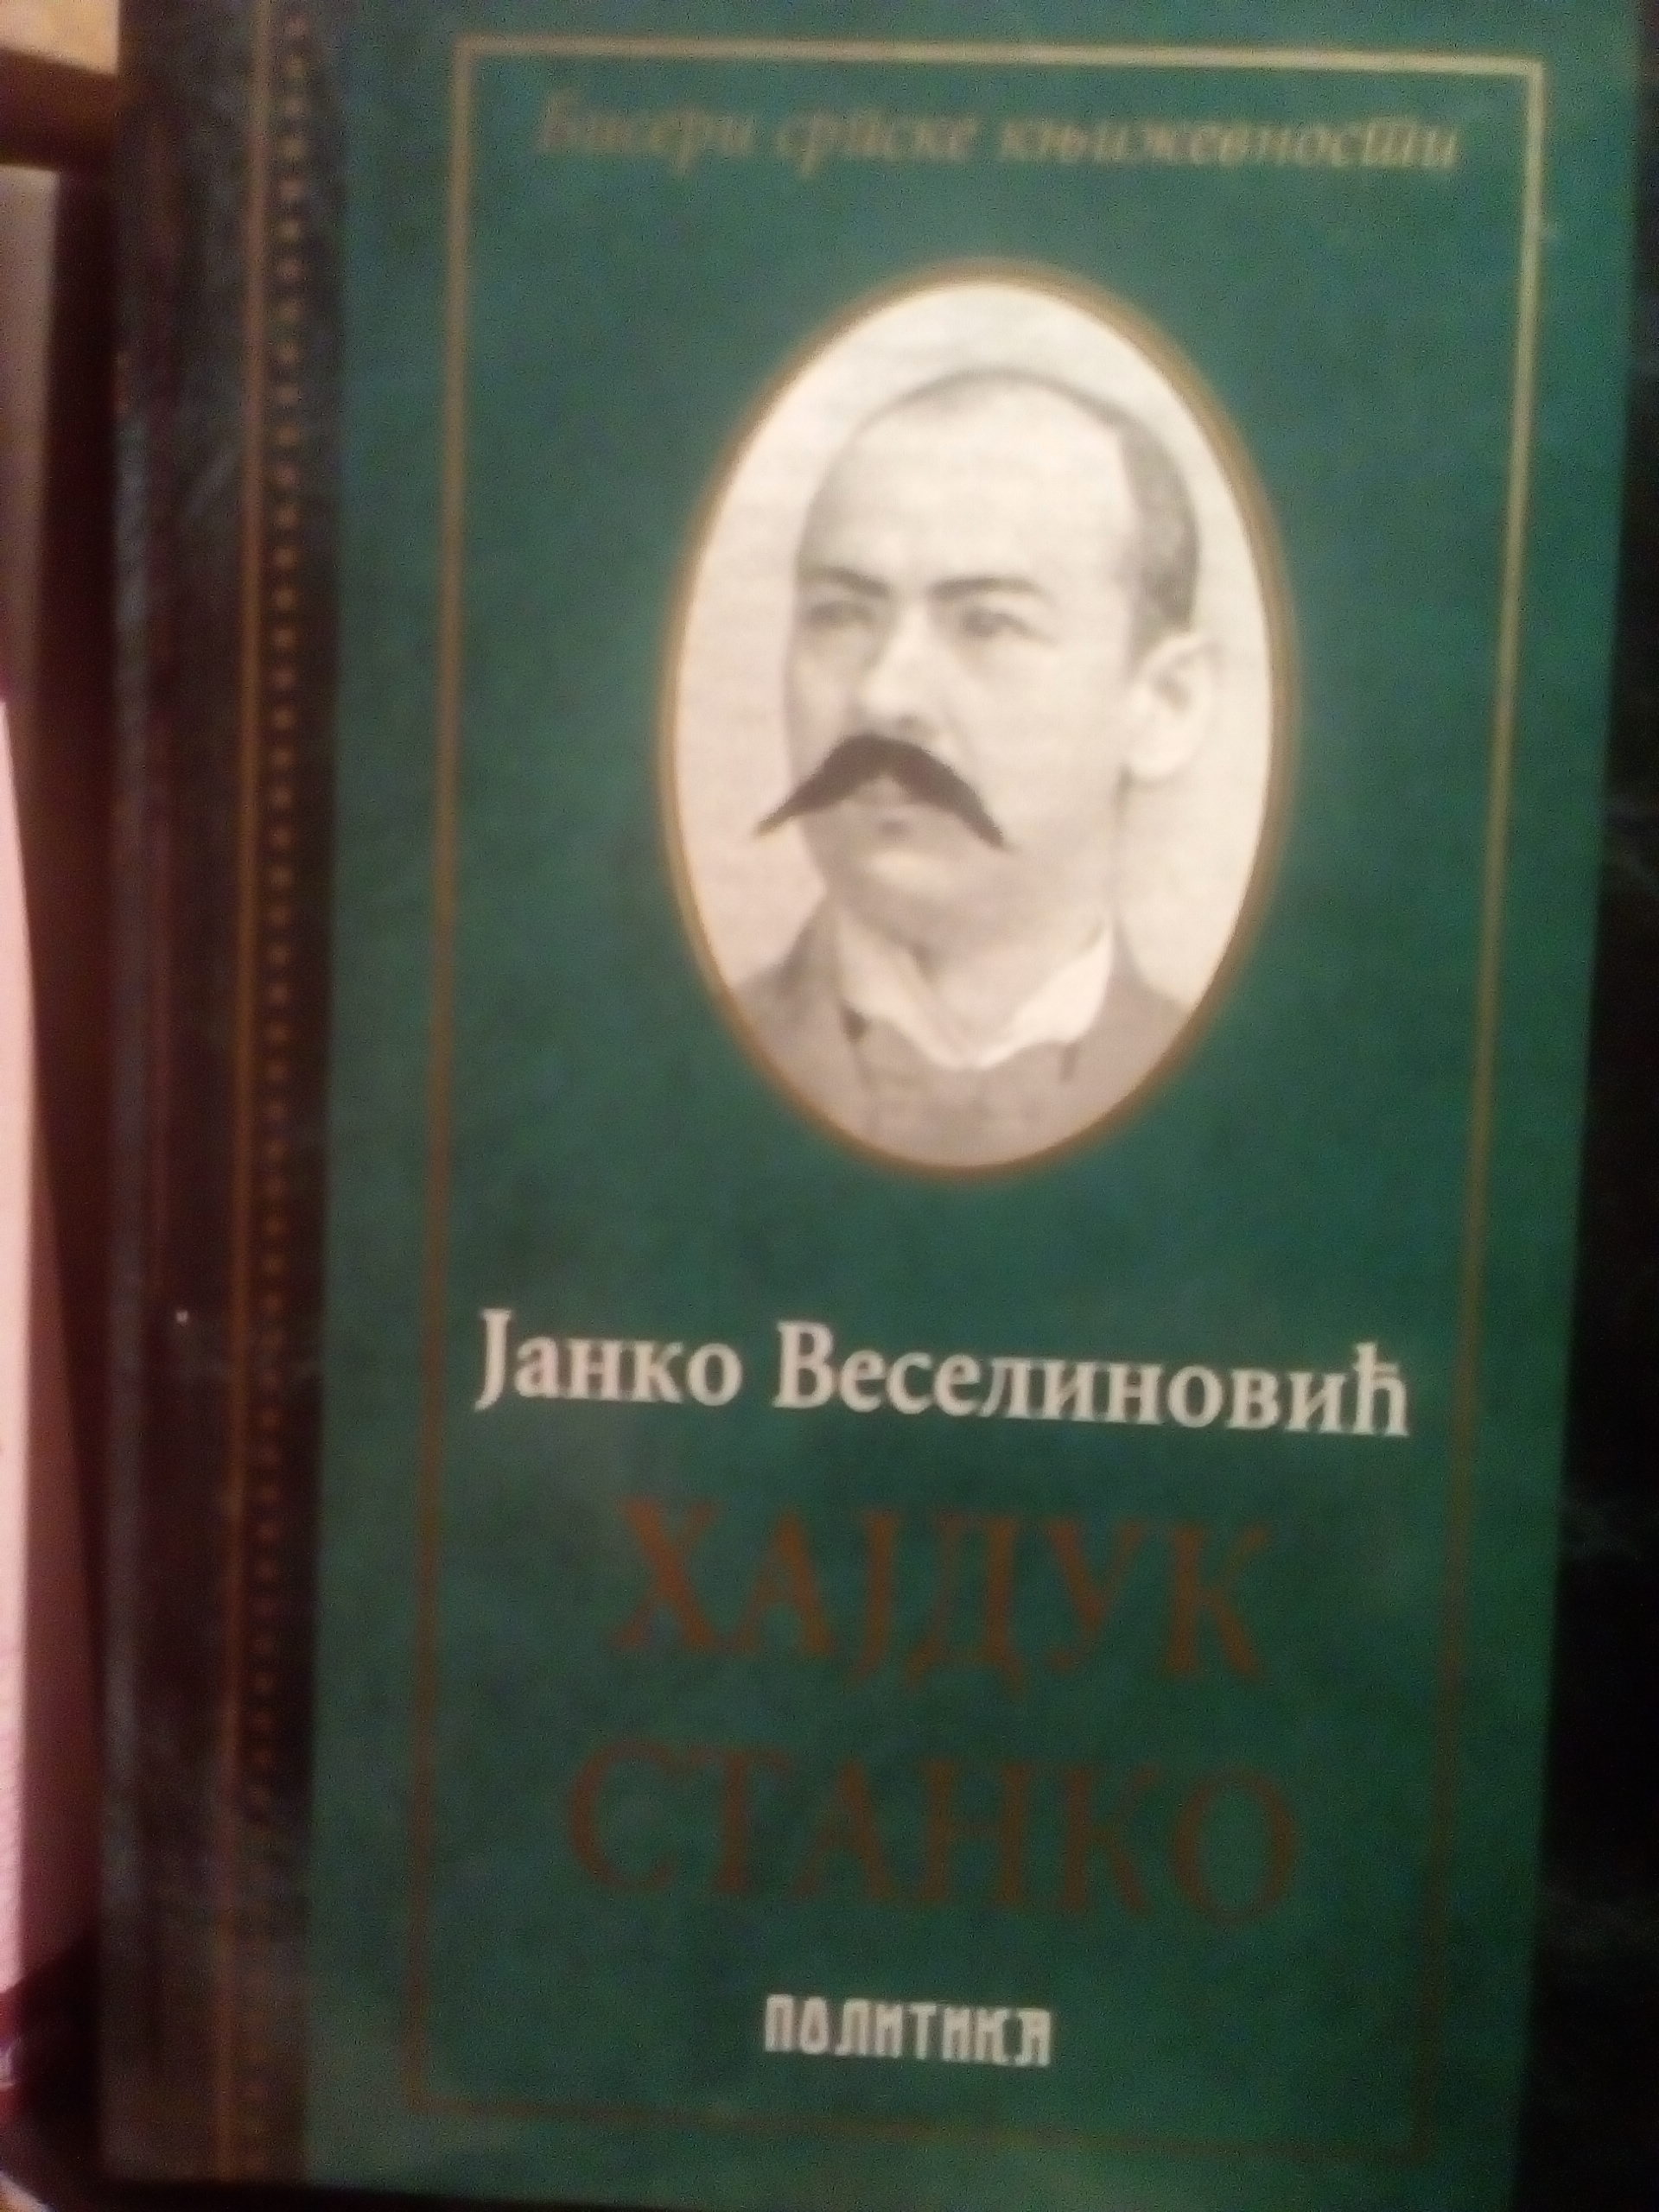 Бисери српске књижевности
Јанко Веселиновић
ХАЈДУК
СТАНКО
ПОЛИТИКА